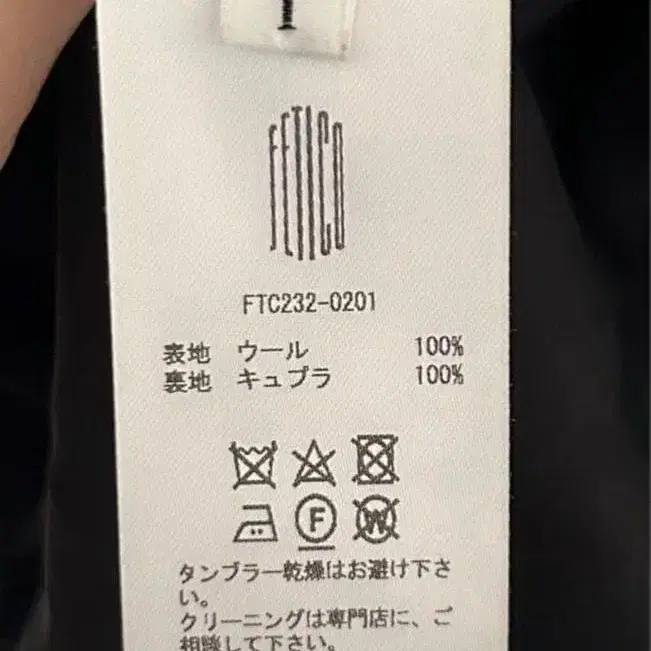 1
FETICO
FTC232-0201
表地 ウール 100%
裏地 キュプラ 100%
F W
タンブラー乾燥はお避け下さ
い。
クリーニングは専門店に、ご
相談して下さい。